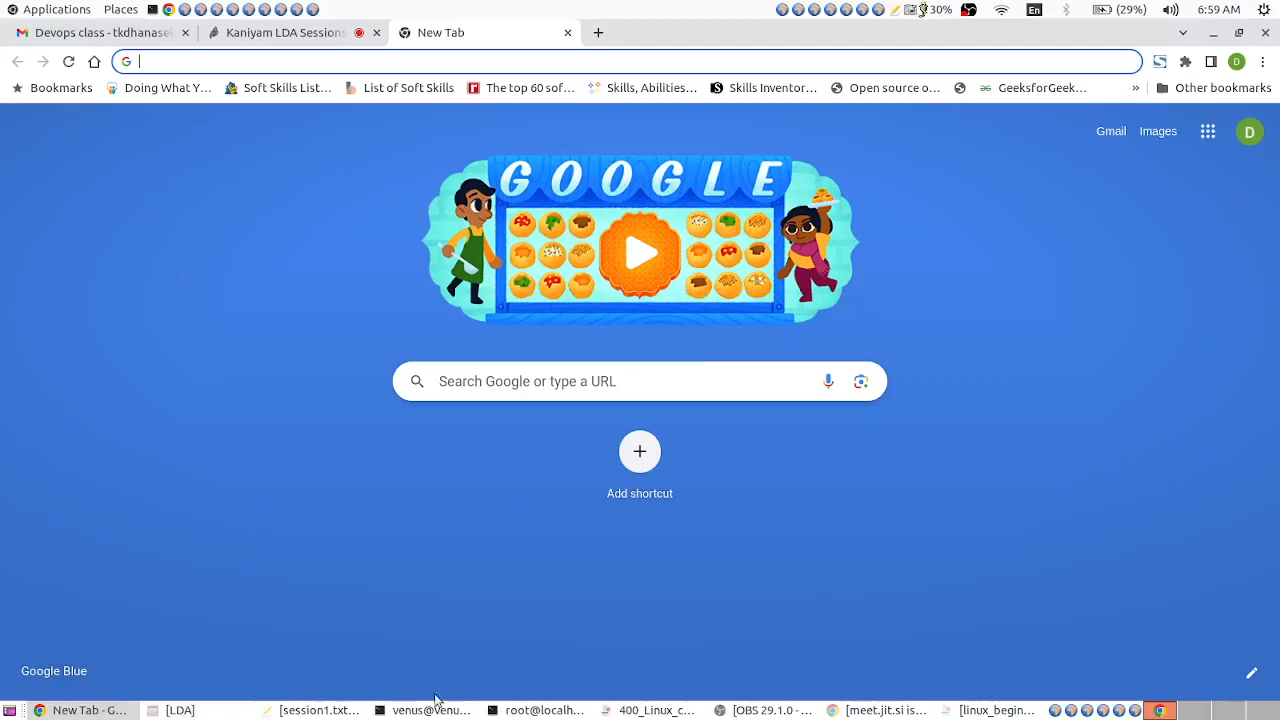 Applications Places 30% En (29%) 6:59 AM
Devops class - tkdhanasek Kaniyam LDA Sessions New Tab
Bookmarks Doing What Y... Soft Skills List... List of Soft Skills The top 60 sof... Skills, Abilities... Skills Inventor... Open source o... GeeksforGeek... » Other bookmarks
Gmail Images D
GOOGLE
Search Google or type a URL
Add shortcut
Google Blue
New Tab - G... [LDA] [session1.txt... venus@venu... root@localh... 400_Linux_c... [OBS 29.1.0 - ... [meet.jit.si is... [linux_begin...